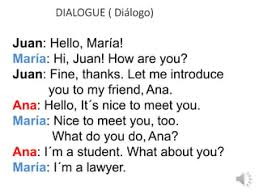 DIALOGUE ( Diálogo)
Juan: Hello, María!
María: Hi, Juan! How are you?
Juan: Fine, thanks. Let me introduce
you to my friend, Ana.
Ana: Hello, It´s nice to meet you.
María: Nice to meet you, too.
What do you do, Ana?
Ana: I´m a student. What about you?
María: I´m a lawyer.